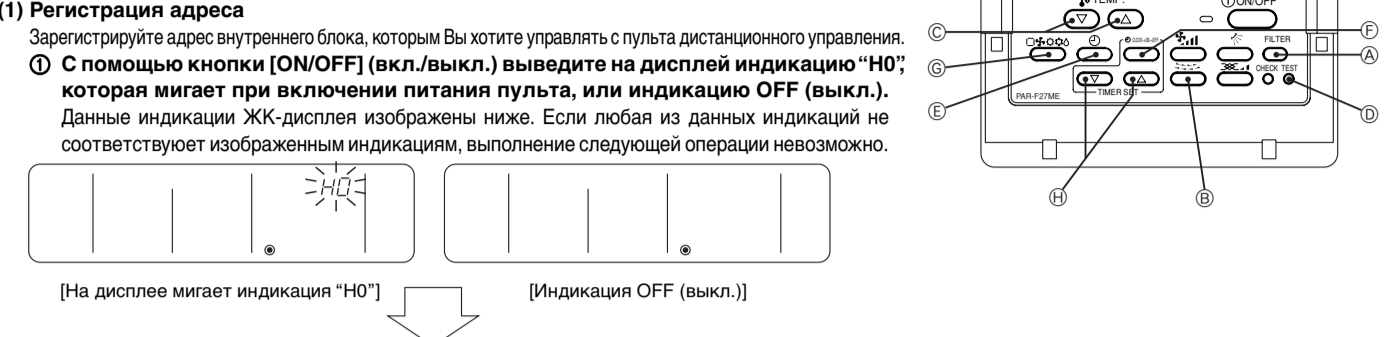 (1) Регистрация адреса
Зарегистрируйте адрес внутреннего блока, которым Вы хотите управлять с пульта дистанционного управления.
① С помощью кнопки [ON/OFF] (вкл./выкл.) выведите на дисплей индикацию “H0”,
которая мигает при включении питания пульта, или индикацию OFF (выкл.).
Данные индикации ЖК-дисплея изображены ниже. Если любая из данных индикаций не
соответствуюет изображенным индикациям, выполнение следующей операции невозможно.
H0
[На дисплее мигает индикация “H0”]
[Индикация OFF (выкл.)]
TEMP.
ON/OFF
Ⓒ
Ⓕ
CLOCK→ON→OFF
FILTER
Ⓐ
Ⓖ
CHECK TEST
TIMER SET
PAR-F27ME
Ⓔ
Ⓓ
Ⓗ
Ⓑ